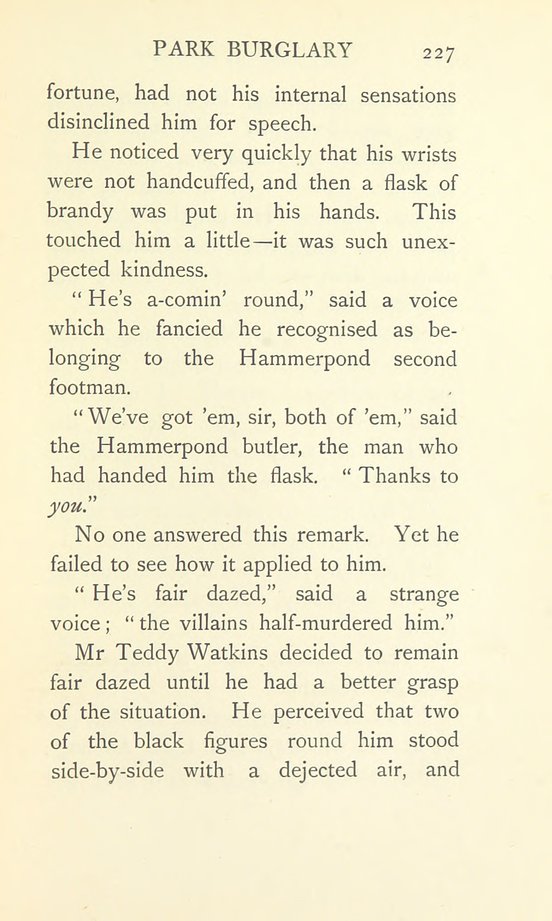 PARK BURGLARY 227
fortune, had not his internal sensations
disinclined him for speech.
He noticed very quickly that his wrists
were not handcuffed, and then a flask of
brandy was put in his hands. This
touched him a little—it was such unex-
pected kindness.
“ He’s a-comin’ round,” said a voice
which he fancied he recognised as be-
longing to the Hammerpond second
footman.
“ We’ve got ’em, sir, both of ’em,” said
the Hammerpond butler, the man who
had handed him the flask. “ Thanks to
you.”
No one answered this remark. Yet he
failed to see how it applied to him.
“ He’s fair dazed,” said a strange
voice ; “ the villains half-murdered him.”
Mr Teddy Watkins decided to remain
fair dazed until he had a better grasp
of the situation. He perceived that two
of the black figures round him stood
side-by-side with a dejected air, and